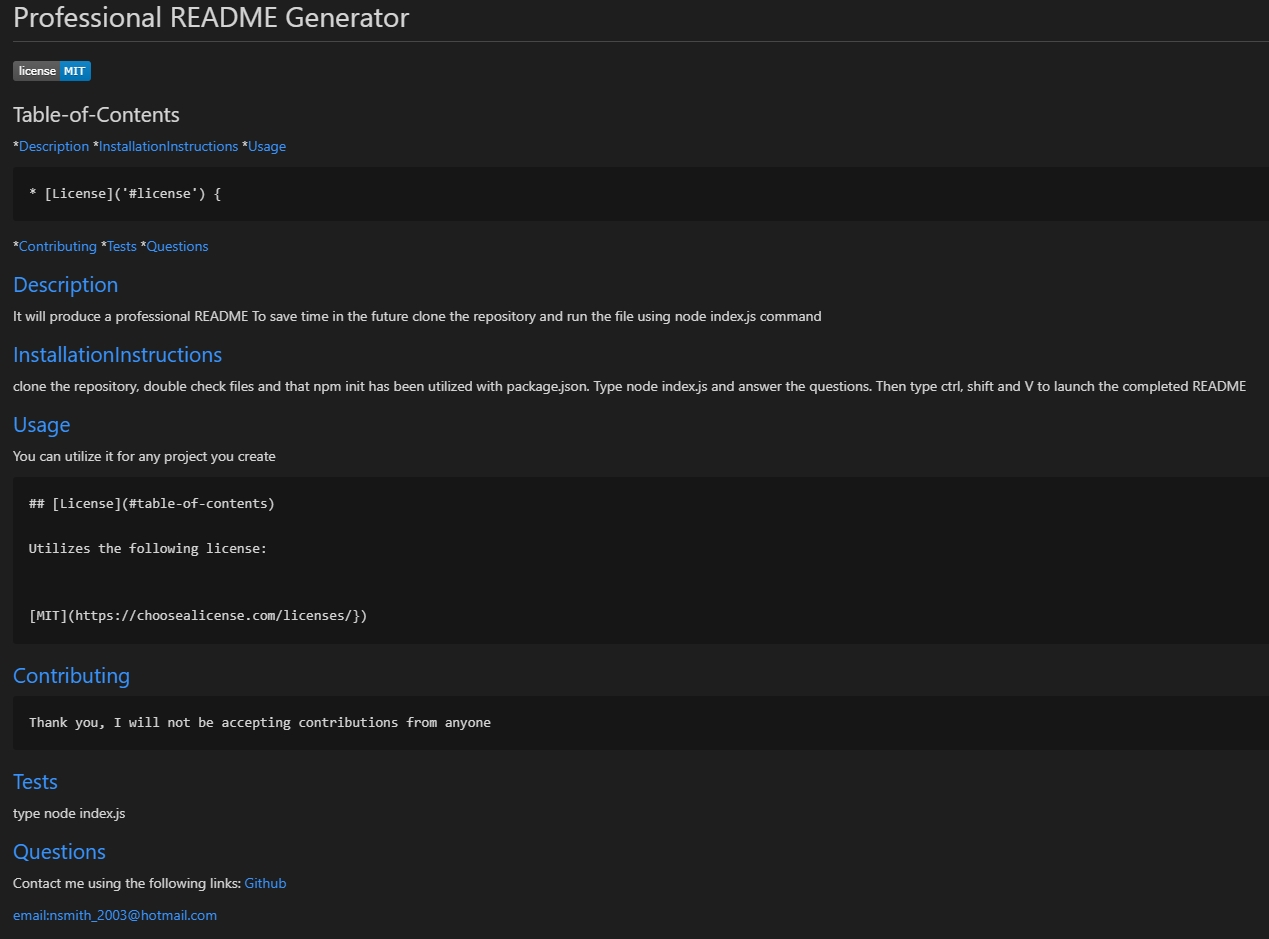 Professional README Generator
license MIT
Table-of-Contents
*Description *InstallationInstructions *Usage
* [License]('#license') {
*Contributing *Tests *Questions
Description
It will produce a professional README To save time in the future clone the repository and run the file using node index.js command
InstallationInstructions
clone the repository, double check files and that npm init has been utilized with package.json. Type node index.js and answer the questions. Then type ctrl, shift and V to launch the completed README
Usage
You can utilize it for any project you create
## [License](#table-of-contents)
Utilizes the following license:
[MIT](https://choosealicense.com/licenses/})
Contributing
Thank you, I will not be accepting contributions from anyone
Tests
type node index.js
Questions
Contact me using the following links: Github
email:nsmith_2003@hotmail.com